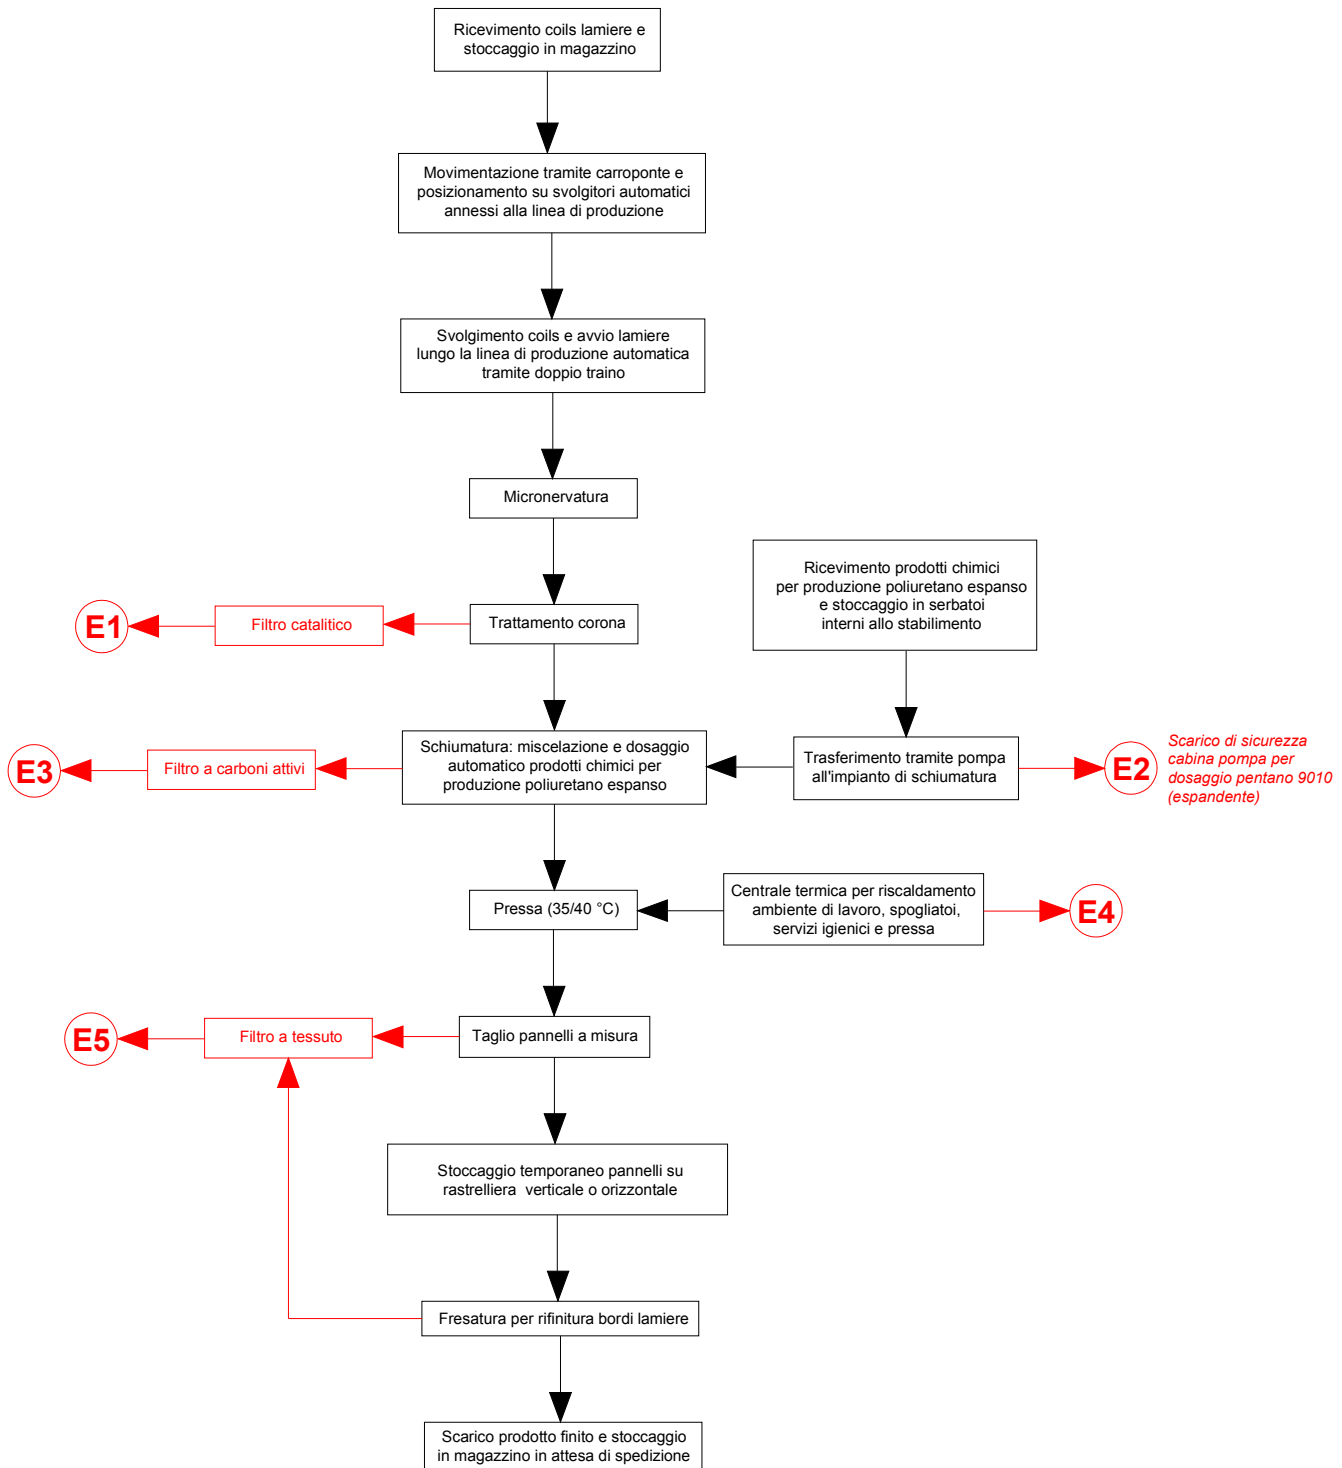 Ricevimento coils lamiere e
stoccaggio in magazzino
Movimentazione tramite carroponte e
posizionamento su svolgitori automatici
annessi alla linea di produzione
Svolgimento coils e avvio lamiere
lungo la linea di produzione automatica
tramite doppio traino
Micronervatura
Ricevimento prodotti chimici
per produzione poliuretano espanso
e stoccaggio in serbatoi
interni allo stabilimento
E1
Filtro catalitico
Trattamento corona
E3
Filtro a carboni attivi
Schiumatura: miscelazione e dosaggio
automatico prodotti chimici per
produzione poliuretano espanso
Trasferimento tramite pompa
all'impianto di schiumatura
E2
Scarico di sicurezza
cabina pompa per
dosaggio pentano 9010
(espandente)
Pressa (35/40 °C)
Centrale termica per riscaldamento
ambiente di lavoro, spogliatoi,
servizi igienici e pressa
E4
E5
Filtro a tessuto
Taglio pannelli a misura
Stoccaggio temporaneo pannelli su
rastrelliera verticale o orizzontale
Fresatura per rifinitura bordi lamiere
Scarico prodotto finito e stoccaggio
in magazzino in attesa di spedizione